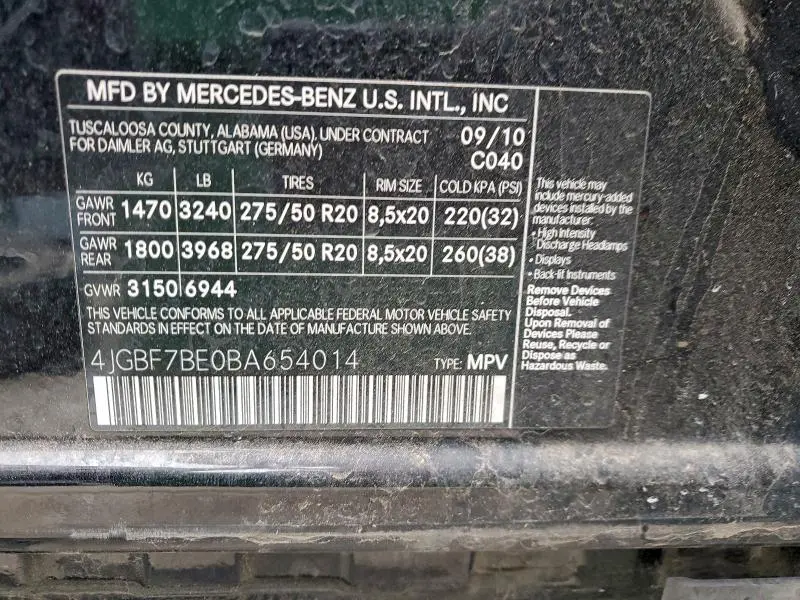 MFD BY MERCEDES-BENZ U.S. INTL., INC
TUSCALOOSA COUNTY, ALABAMA (USA), UNDER CONTRACT
FOR DAIMLER AG, STUTTGART (GERMANY)
09/10
C040
KG LB TIRES RIM SIZE COLD KPA (PSI)
GAWR FRONT 1470 3240 275/50 R20 8,5x20 220(32)
GAWR REAR 1800 3968 275/50 R20 8,5x20 260(38)
GVWR 3150 6944
THIS VEHICLE CONFORMS TO ALL APPLICABLE FEDERAL MOTOR VEHICLE SAFETY
STANDARDS IN EFFECT ON THE DATE OF MANUFACTURE SHOWN ABOVE.
4JGBF7BE0BA654014 TYPE: MPV
This vehicle may
include mercury-added
devices installed by the
manufacturer:
• High Intensity
Discharge Headlamps
• Displays
• Back-lit Instruments
Remove Devices
Before Vehicle
Disposal.
Upon Removal of
Devices Please
Reuse, Recycle or
Dispose as
Hazardous Waste.